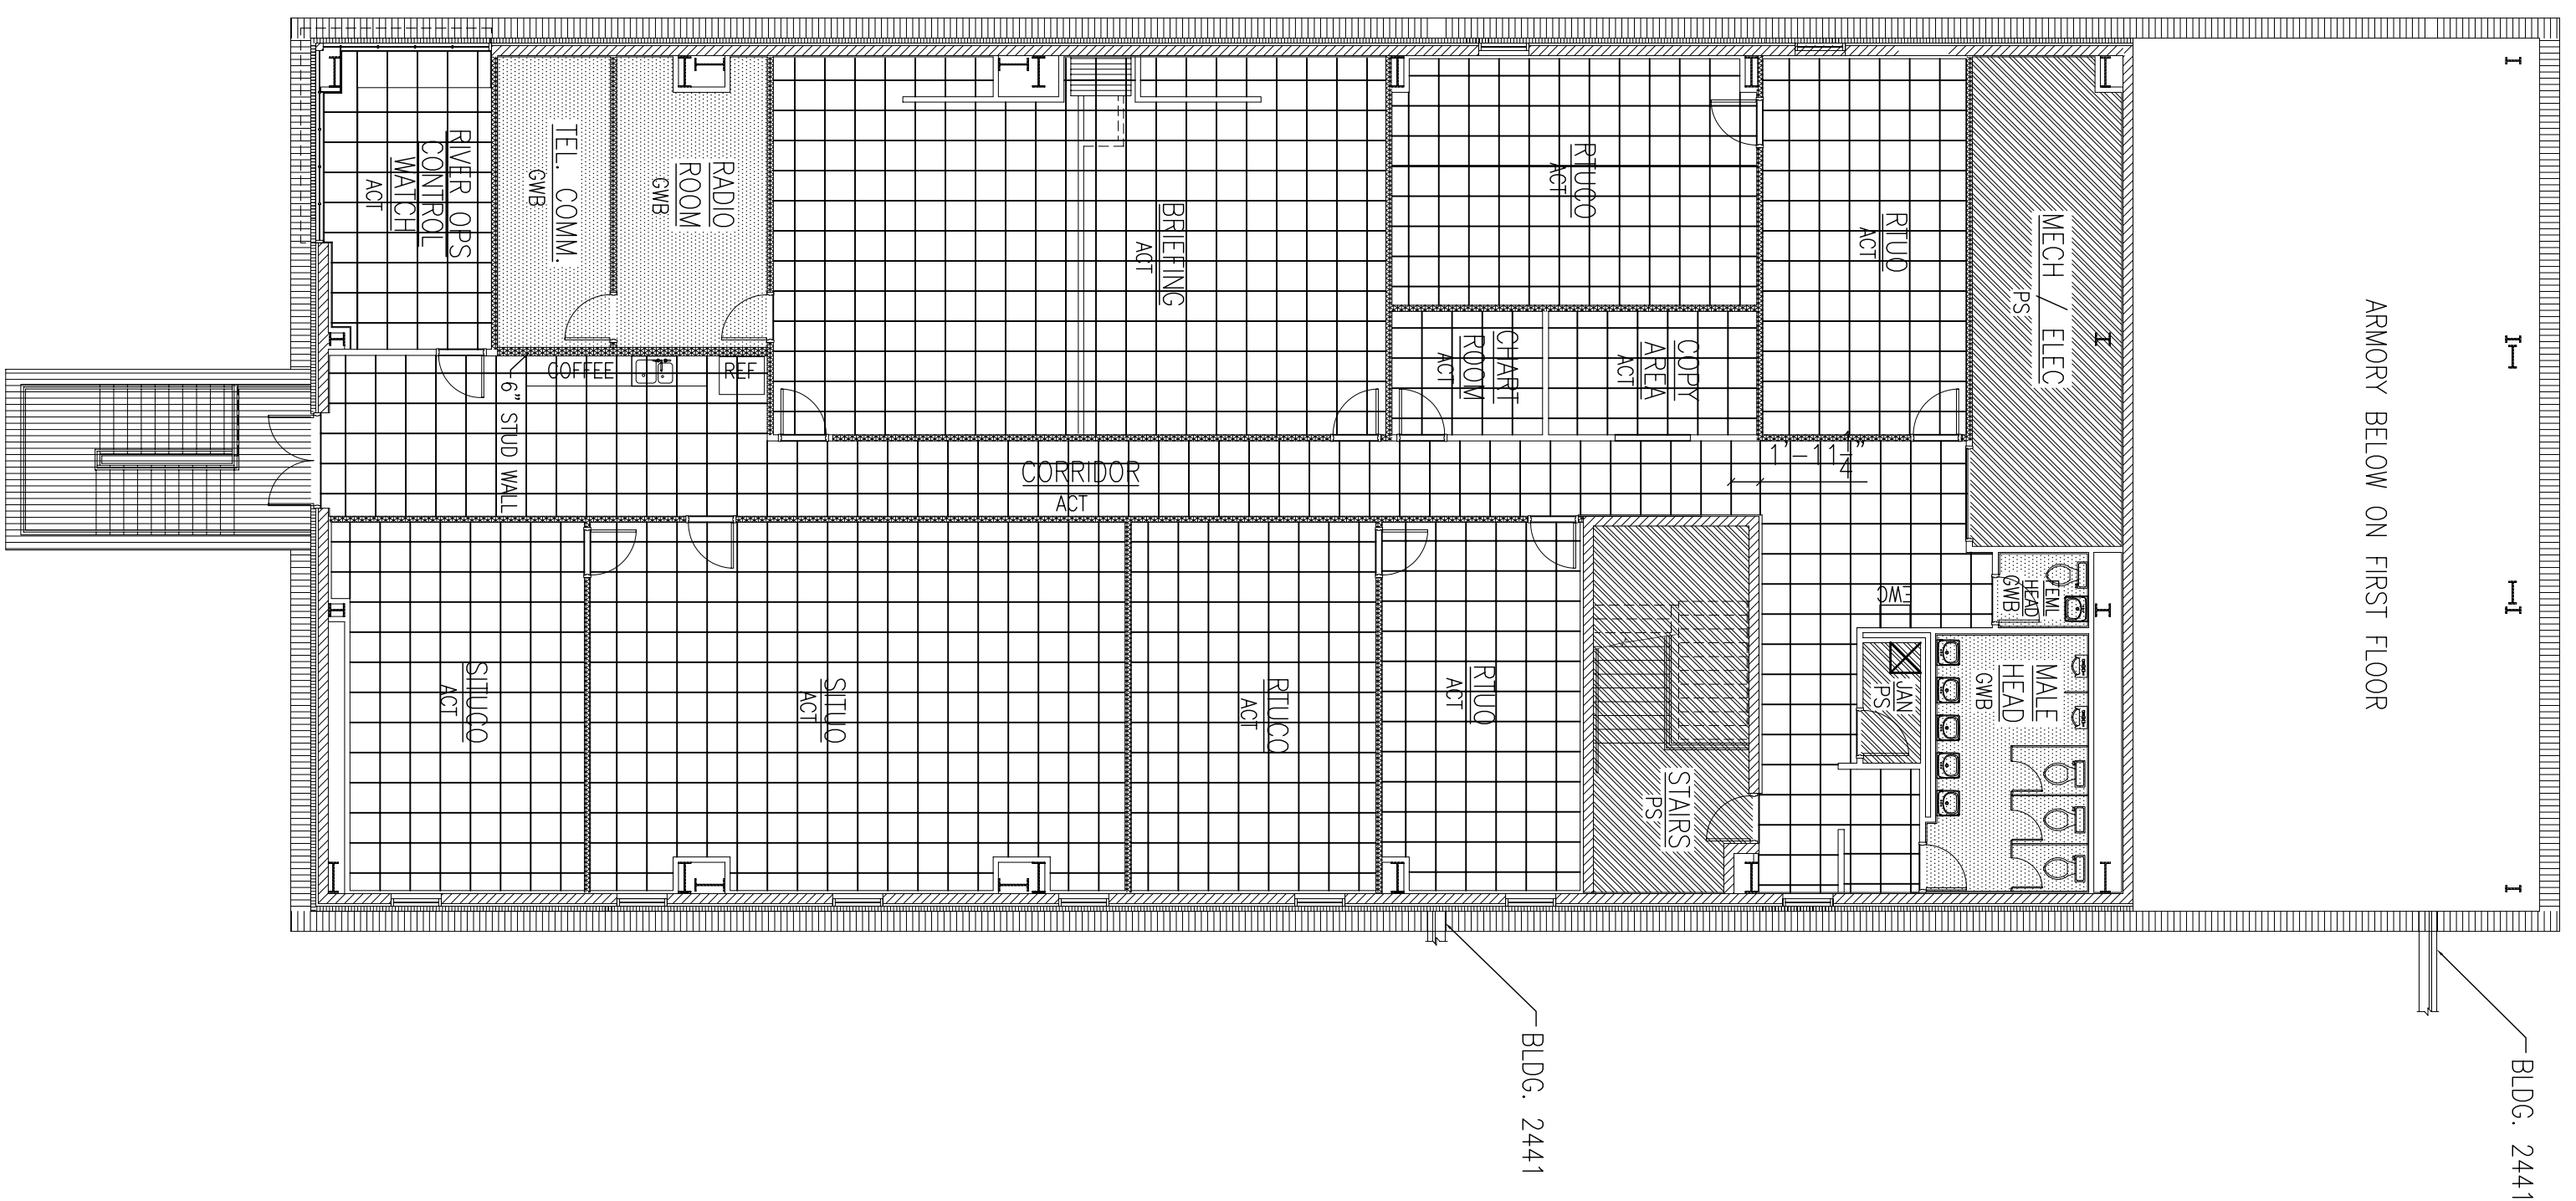 RIVER OPS
CONTROL
WATCH
ACT
TEL. COMM.
GWB
RADIO
ROOM
GWB
BRIEFING
ACT
RTUCO
ACT
RTUO
ACT
MECH / ELEC
PS
ARMORY BELOW ON FIRST FLOOR
CHART
ROOM
ACT
COPY
AREA
ACT
COFFEE
REF
6" STUD WALL
CORRIDOR
ACT
1'-11 1/4"
EWC
FEML
HEAD
GWB
MALE
HEAD
GWB
JAN
PS
SITUCO
ACT
SITUO
ACT
RTUCC
ACT
RTUO
ACT
STAIRS
PS
BLDG. 2441
BLDG. 2441